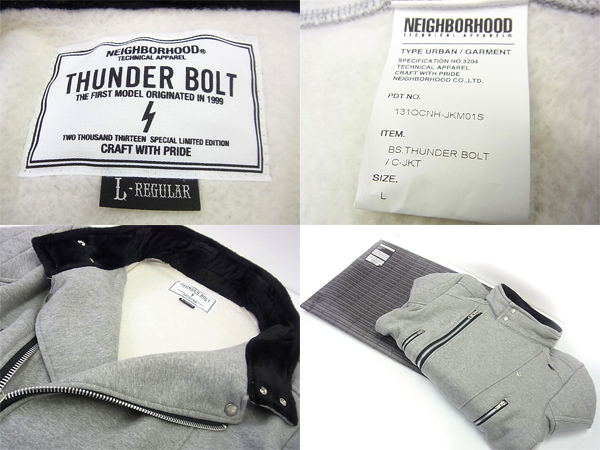 NEIGHBORHOOD®
TECHNICAL APPAREL
THUNDER BOLT
THE FIRST MODEL ORIGINATED IN 1999
TWO THOUSAND THIRTEEN SPECIAL LIMITED EDITION
CRAFT WITH PRIDE
L-REGULAR
NEIGHBORHOOD
TECHNICAL APPAREL
TYPE URBAN / GARMENT
SPECIFICATION NO.3204
TECHNICAL APPAREL
CRAFT WITH PRIDE
NEIGHBORHOOD CO.,LTD.
PDT NO.
131OCNH-JKM01S
ITEM.
BS.THUNDER BOLT
/ C-JKT
SIZE.
L
THUNDER BOLT